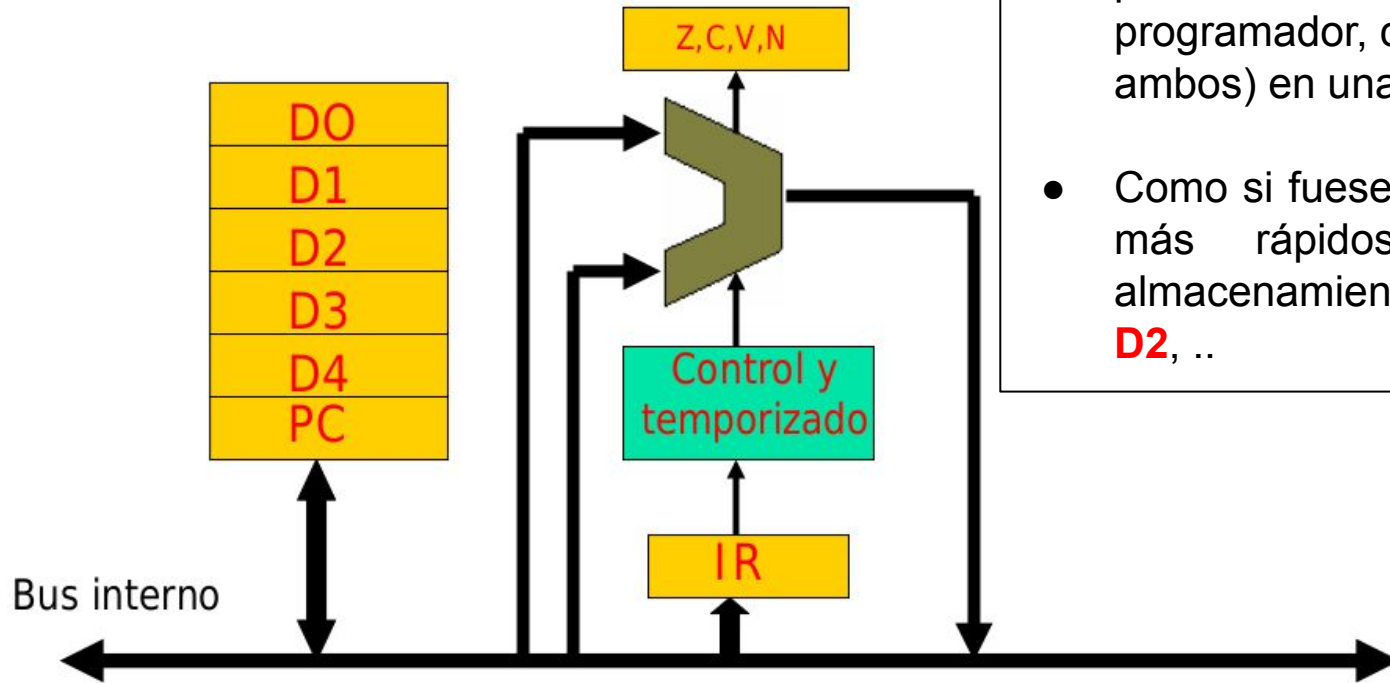 Z,C,V,N
DO
D1
D2
D3
D4
PC
Control y
temporizado
IR
Bus interno
programador,
ambos) en una
● Como si fuese
más rápidos
almacenamien
D2, ..